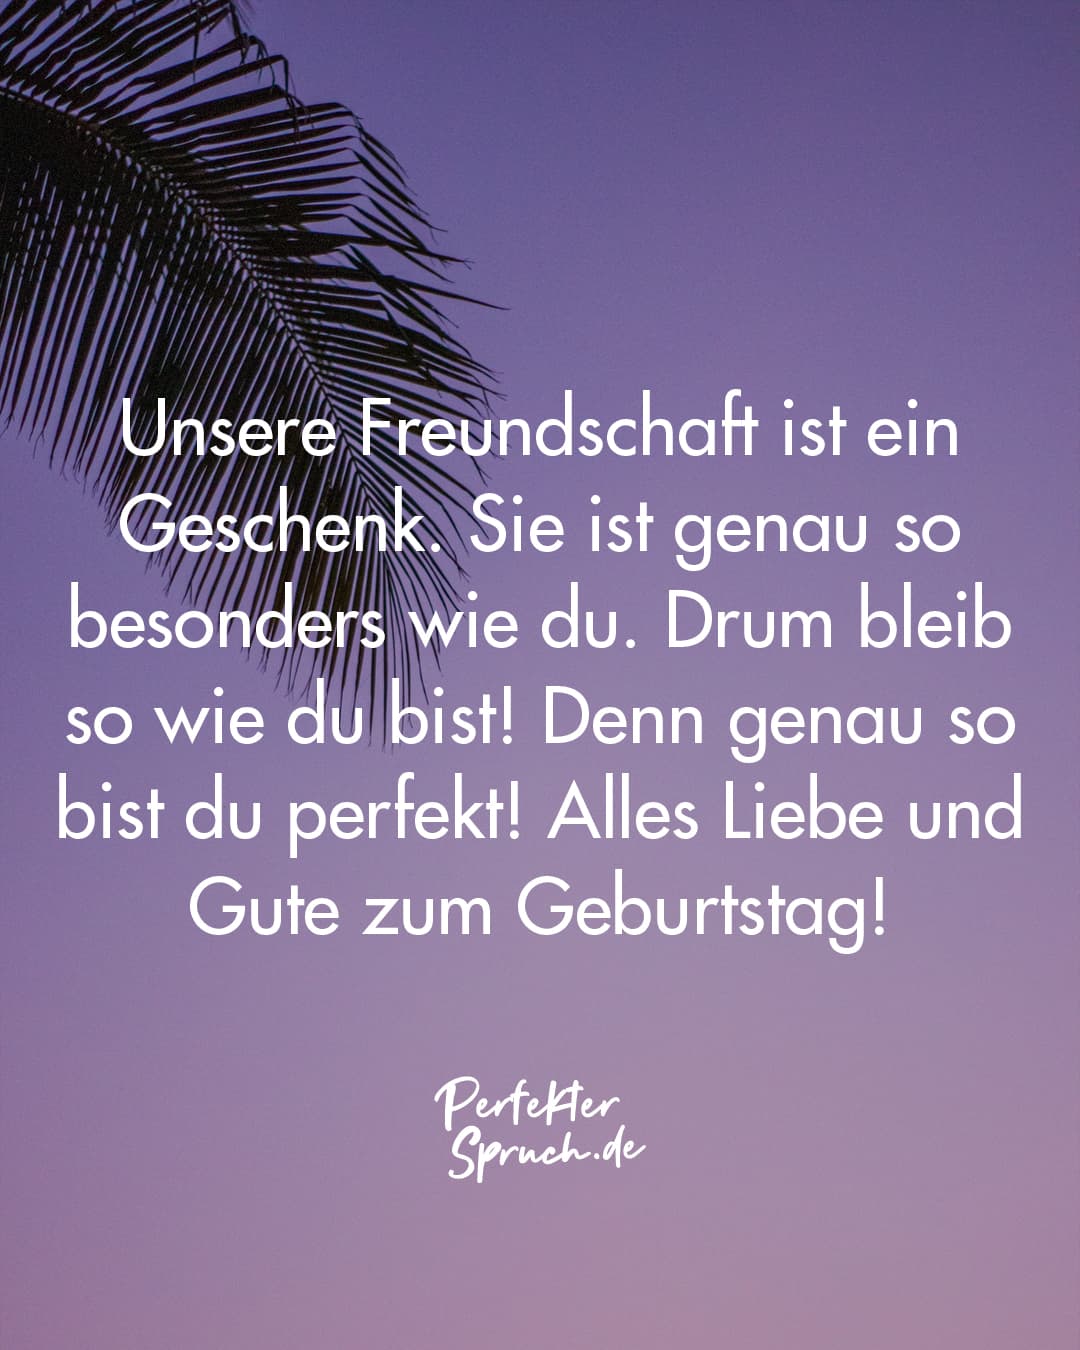 Unsere Freundschaft ist ein
Geschenk. Sie ist genau so
besonders wie du. Drum bleib
so wie du bist! Denn genau so
bist du perfekt! Alles Liebe und
Gute zum Geburtstag!
Perfekter
Spruch.de